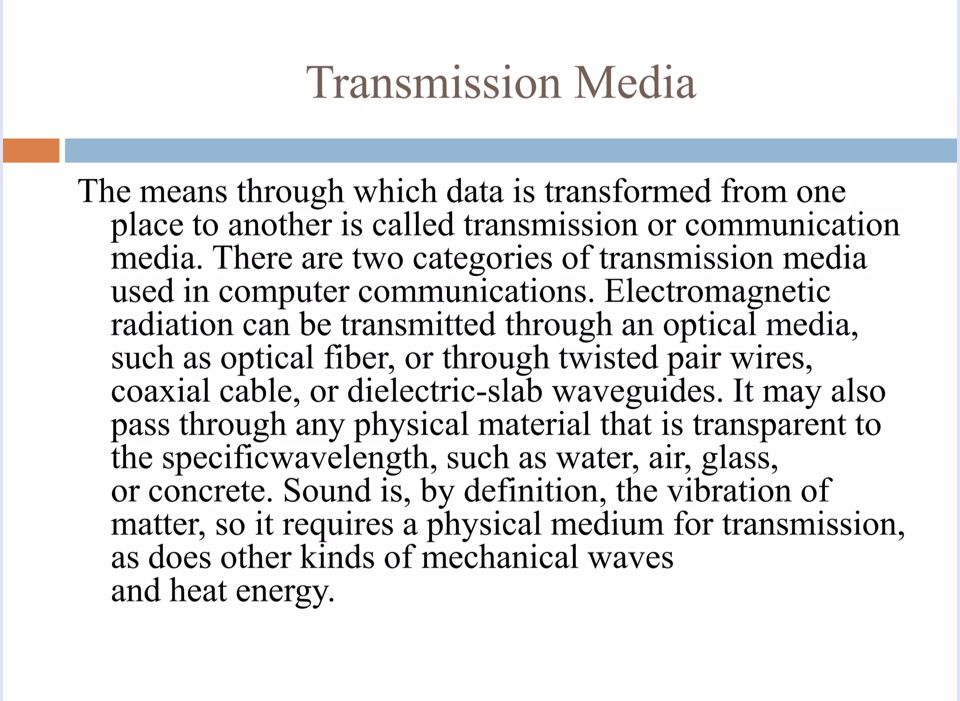 Transmission Media
The means through which data is transformed from one
place to another is called transmission or communication
media. There are two categories of transmission media
used in computer communications. Electromagnetic
radiation can be transmitted through an optical media,
such as optical fiber, or through twisted pair wires,
coaxial cable, or dielectric-slab waveguides. It may also
pass through any physical material that is transparent to
the specificwavelength, such as water, air, glass,
or concrete. Sound is, by definition, the vibration of
matter, so it requires a physical medium for transmission,
as does other kinds of mechanical waves
and heat energy.